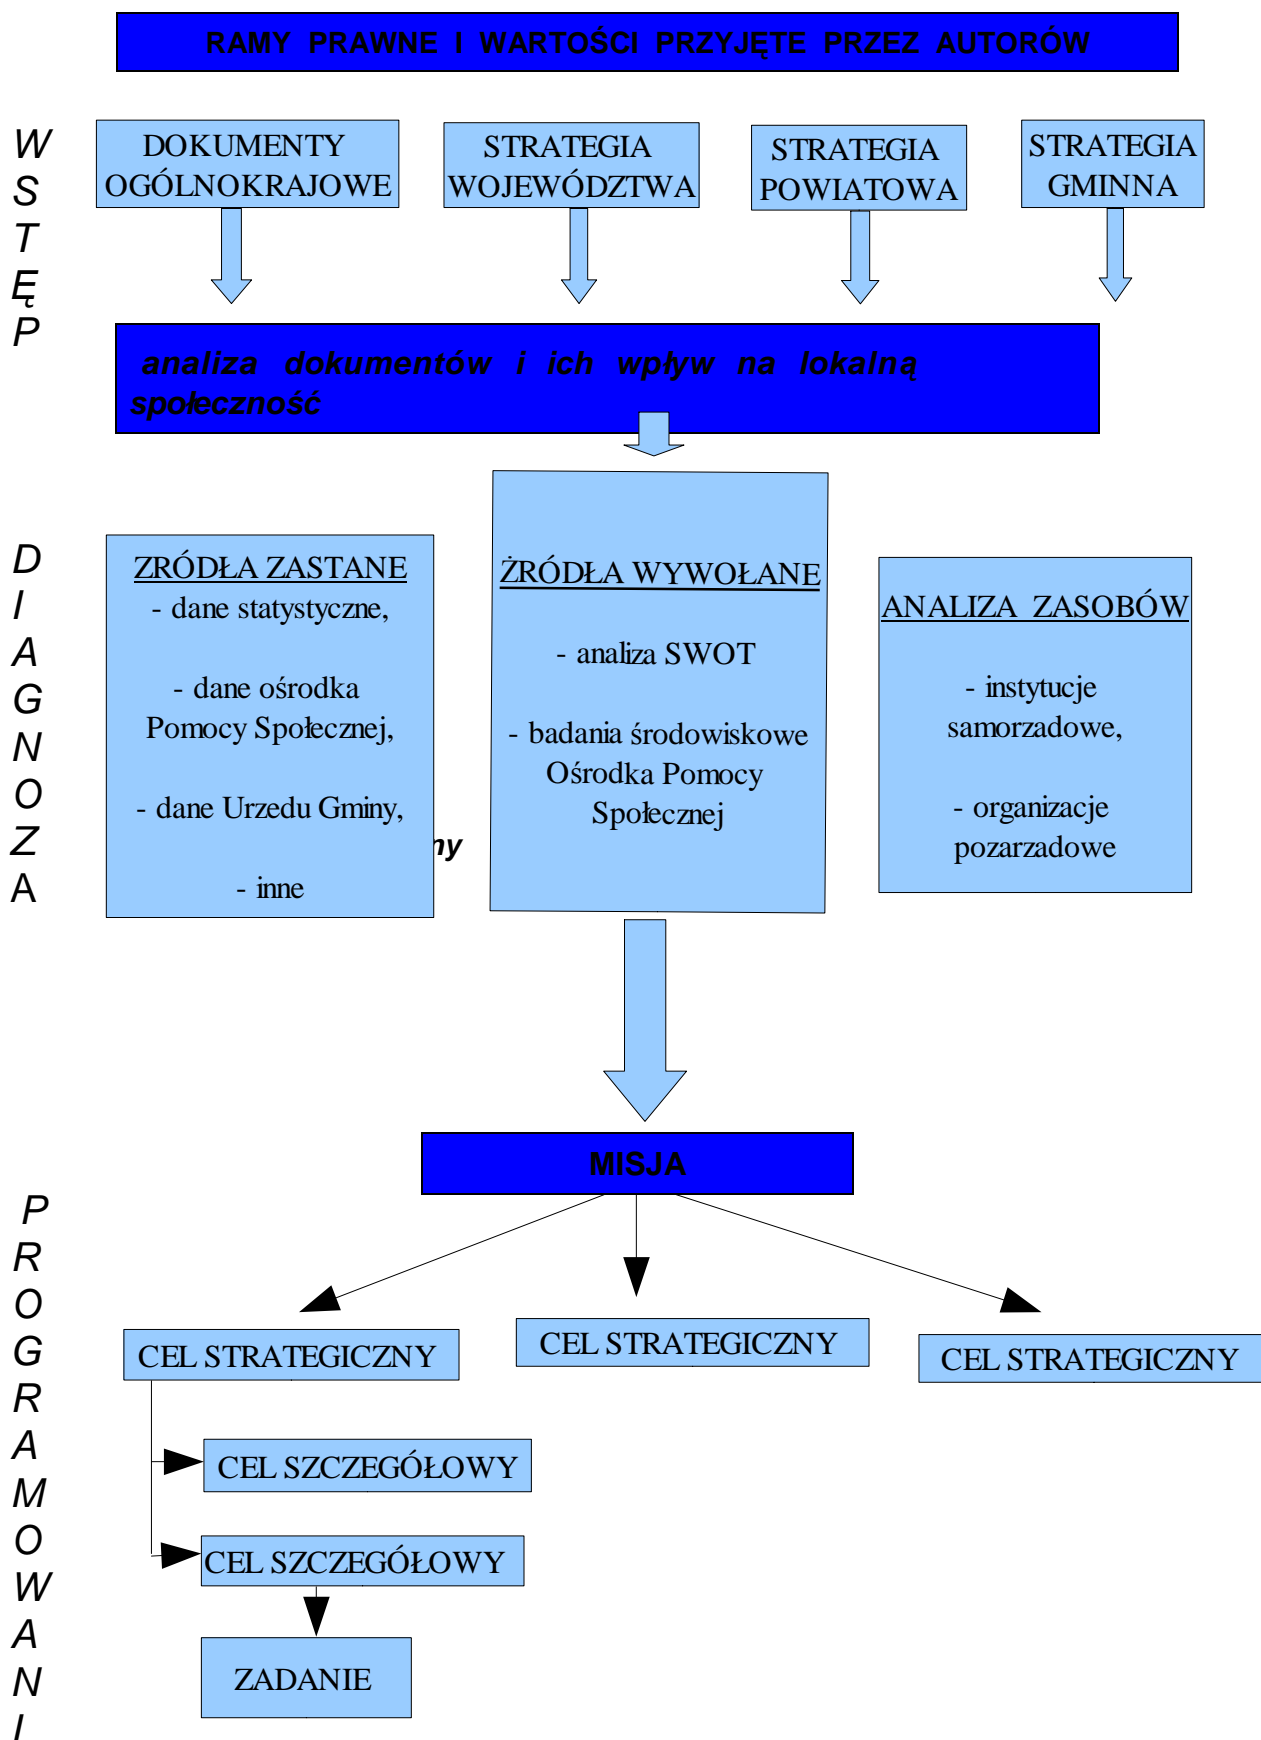 RAMY PRAWNE I WARTOŚCI PRZYJĘTE PRZEZ AUTORÓW
W
S
T
Ę
P
DOKUMENTY
OGÓLNOKRAJOWE
STRATEGIA
WOJEWÓDZTWA
STRATEGIA
POWIATOWA
STRATEGIA
GMINNA
analiza dokumentów i ich wpływ na lokalną
społeczność
D
I
A
G
N
O
Z
A
ZRÓDŁA ZASTANE
- dane statystyczne,
- dane ośrodka
Pomocy Społecznej,
- dane Urzedu Gminy,
- inne
ny
ŻRÓDŁA WYWOŁANE
- analiza SWOT
- badania środowiskowe
Ośrodka Pomocy
Społecznej
ANALIZA ZASOBÓW
- instytucje
samorzadowe,
- organizacje
pozarzadowe
MISJA
P
R
O
G
R
A
M
O
W
A
N
I
CEL STRATEGICZNY
CEL STRATEGICZNY
CEL STRATEGICZNY
CEL SZCZEGÓŁOWY
CEL SZCZEGÓŁOWY
ZADANIE